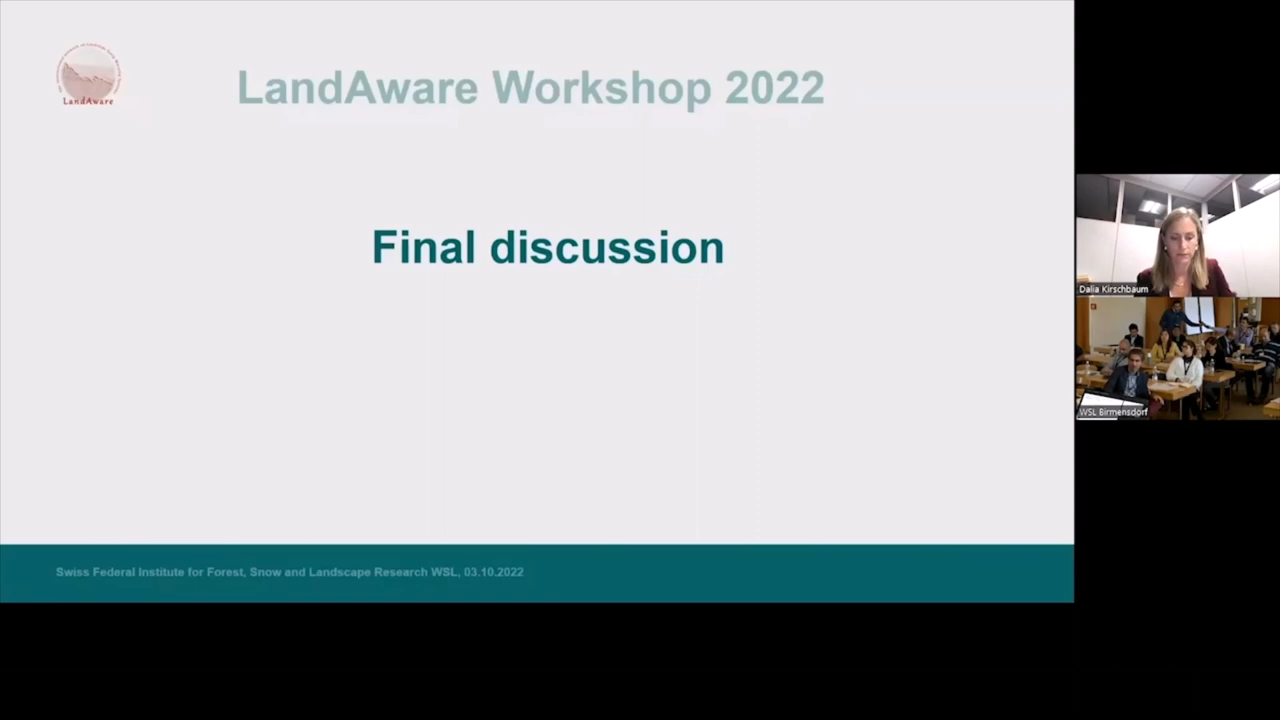 LandAware
LandAware Workshop 2022
Final discussion
Dalia Kirschbaum
WSL Birmensdorf
Swiss Federal Institute for Forest, Snow and Landscape Research WSL, 03.10.2022